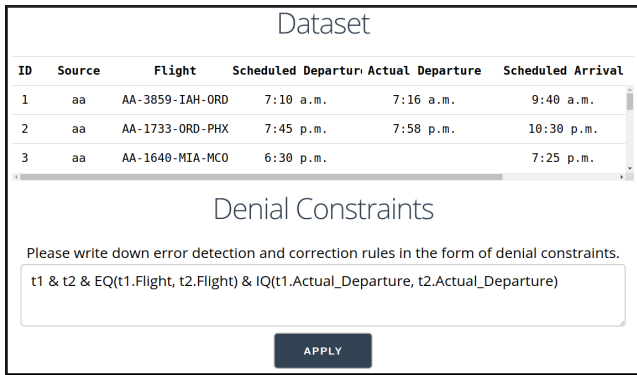 Dataset
ID Source Flight Scheduled Departure Actual Departure Scheduled Arrival
1 aa AA-3859-IAH-ORD 7:10 a.m. 7:16 a.m. 9:40 a.m.
2 aa AA-1733-ORD-PHX 7:45 p.m. 7:58 p.m. 10:30 p.m.
3 aa AA-1640-MIA-MCO 6:30 p.m. 7:25 p.m.
Denial Constraints
Please write down error detection and correction rules in the form of denial constraints.
t1 & t2 & EQ(t1.Flight, t2.Flight) & IQ(t1.Actual_Departure, t2.Actual_Departure)
APPLY